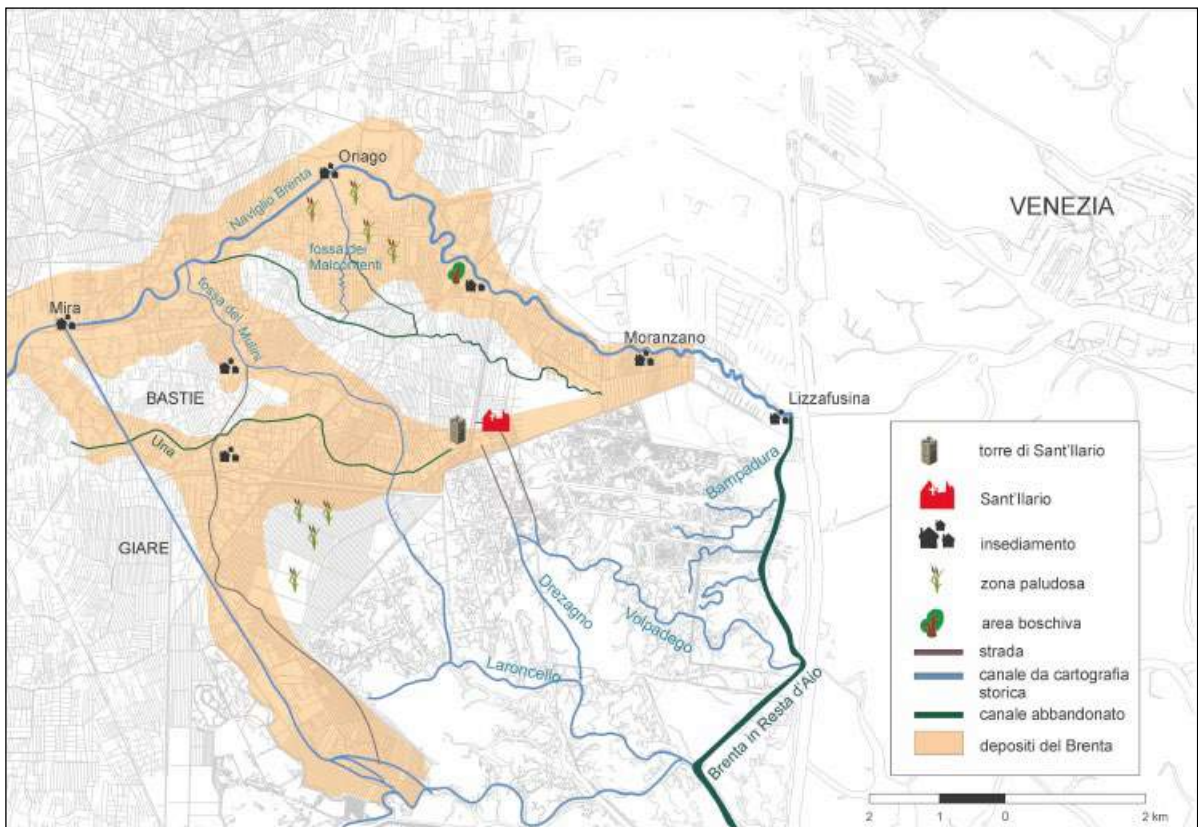 Oriago
Naviglio Brenta
fossa dei
Malcontenti
VENEZIA
Mira
fossa dei Mulini
Moranzano
BASTIE
Lizzafusina
Una
Bampadura
GIARE
Drezagno
Volpadego
Laroncello
Brenta in Resta d'Aio
torre di Sant'Ilario
Sant'Ilario
insediamento
zona paludosa
area boschiva
strada
canale da cartografia
storica
canale abbandonato
depositi del Brenta
2 1 0 2 km